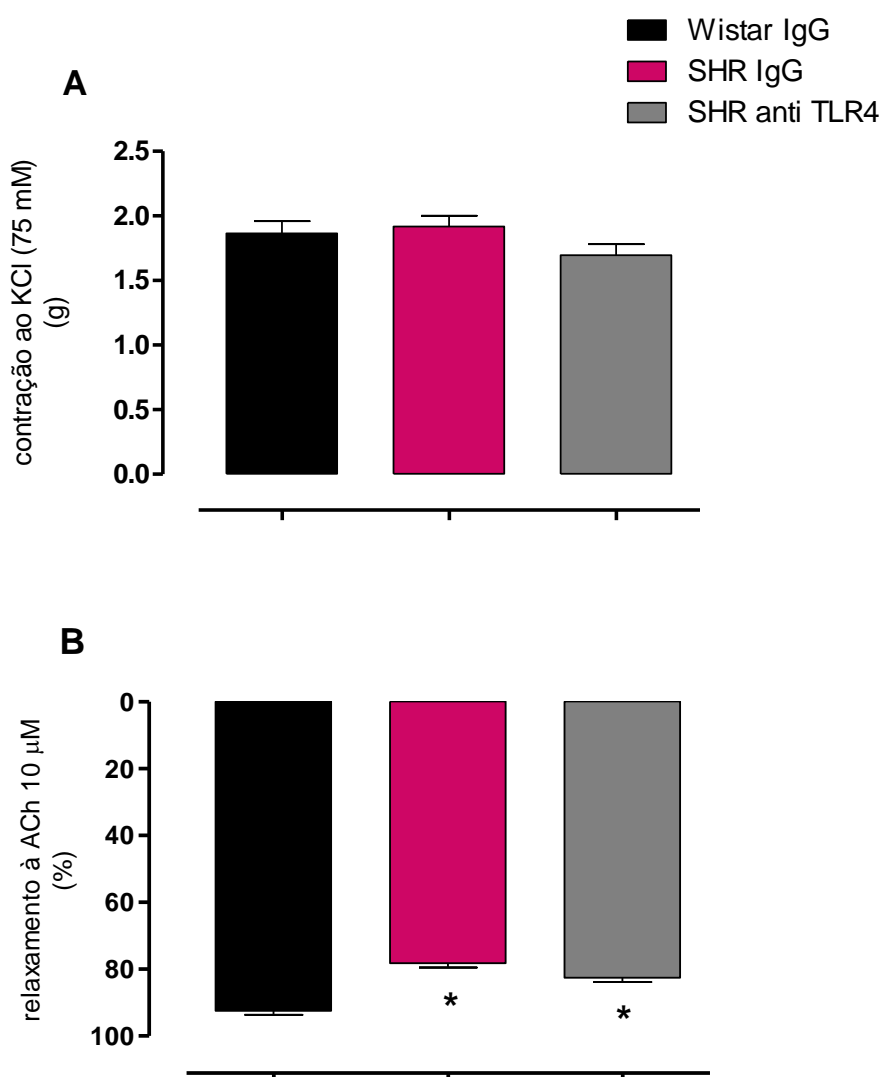 Wistar IgG
SHR IgG
SHR anti TLR4
A
contração ao KCl (75 mM)
(g)
2.5
2.0
1.5
1.0
0.5
0.0
B
relaxamento à ACh 10 μM
(%)
0
20
40
60
80
100
*
*